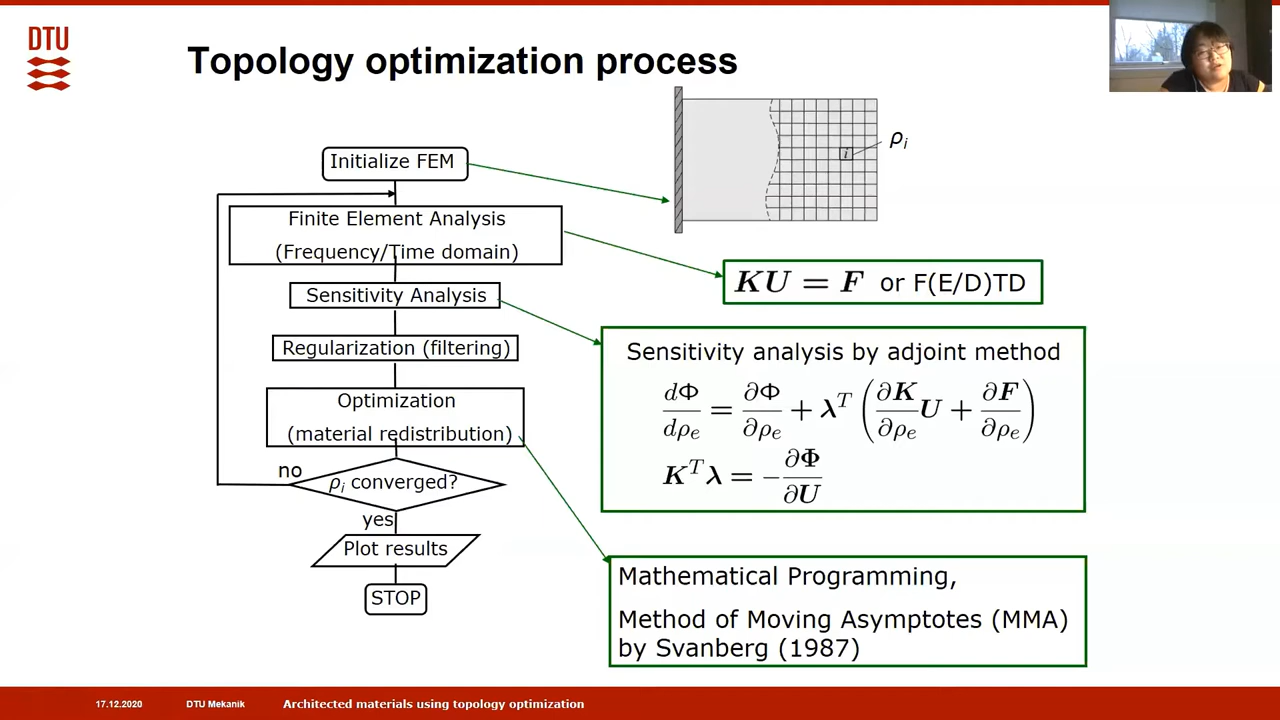 DTU
Topology optimization process
Initialize FEM
Finite Element Analysis
(Frequency/Time domain)
Sensitivity Analysis
Regularization (filtering)
Optimization
(material redistribution)
no
ρᵢ converged?
yes
Plot results
STOP
i
ρᵢ
KU = F or F(E/D)TD
Sensitivity analysis by adjoint method
dΦ/dρₑ = ∂Φ/∂ρₑ + λᵀ (∂K/∂ρₑ U + ∂F/∂ρₑ)
Kᵀλ = −∂Φ/∂U
Mathematical Programming,
Method of Moving Asymptotes (MMA)
by Svanberg (1987)
17.12.2020 DTU Mekanik Architected materials using topology optimization